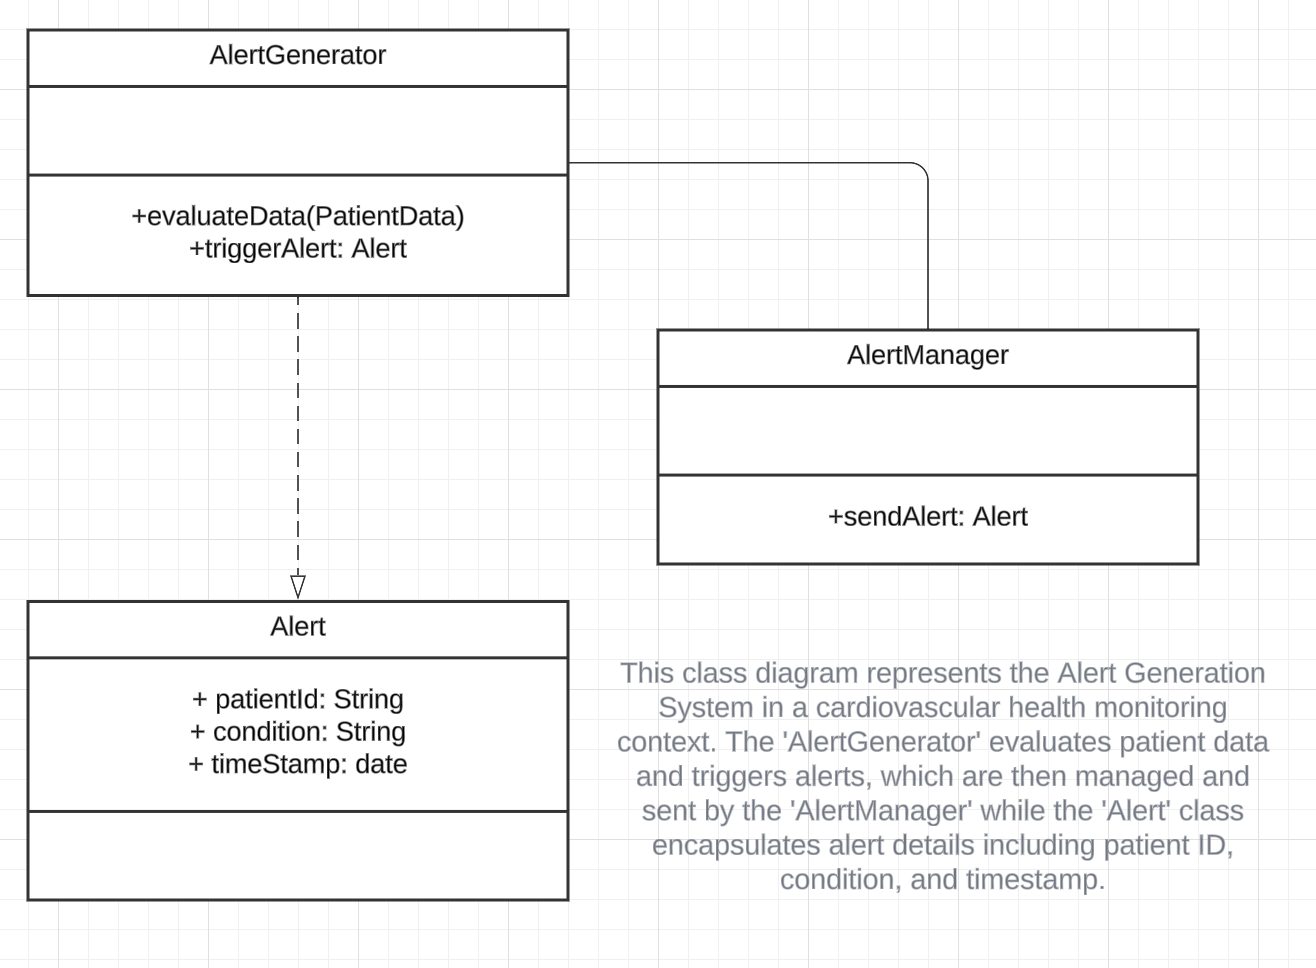 AlertGenerator
+evaluateData(PatientData)
+triggerAlert: Alert
AlertManager
+sendAlert: Alert
Alert
+ patientId: String
+ condition: String
+ timeStamp: date
This class diagram represents the Alert Generation
System in a cardiovascular health monitoring
context. The 'AlertGenerator' evaluates patient data
and triggers alerts, which are then managed and
sent by the 'AlertManager' while the 'Alert' class
encapsulates alert details including patient ID,
condition, and timestamp.